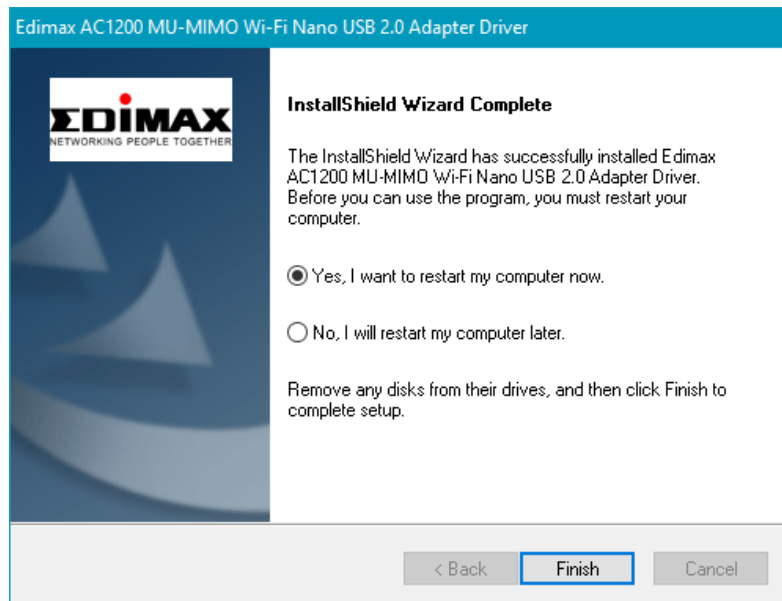 Edimax AC1200 MU-MIMO Wi-Fi Nano USB 2.0 Adapter Driver
EDIMAX
NETWORKING PEOPLE TOGETHER
InstallShield Wizard Complete
The InstallShield Wizard has successfully installed Edimax
AC1200 MU-MIMO Wi-Fi Nano USB 2.0 Adapter Driver.
Before you can use the program, you must restart your
computer.
Yes, I want to restart my computer now.
No, I will restart my computer later.
Remove any disks from their drives, and then click Finish to
complete setup.
< Back
Finish
Cancel